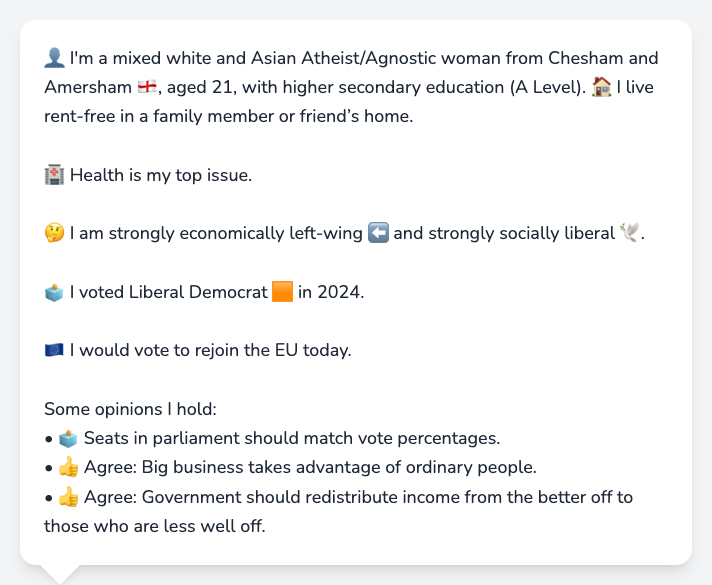 👤 I'm a mixed white and Asian Atheist/Agnostic woman from Chesham and
Amersham 🏴󠁧󠁢󠁥󠁮󠁧󠁿, aged 21, with higher secondary education (A Level). 🏠 I live
rent-free in a family member or friend’s home.
🏥 Health is my top issue.
🤔 I am strongly economically left-wing ⬅️ and strongly socially liberal 🕊️.
🗳️ I voted Liberal Democrat 🟧 in 2024.
🇪🇺 I would vote to rejoin the EU today.
Some opinions I hold:
• 🗳️ Seats in parliament should match vote percentages.
• 👍 Agree: Big business takes advantage of ordinary people.
• 👍 Agree: Government should redistribute income from the better off to
those who are less well off.